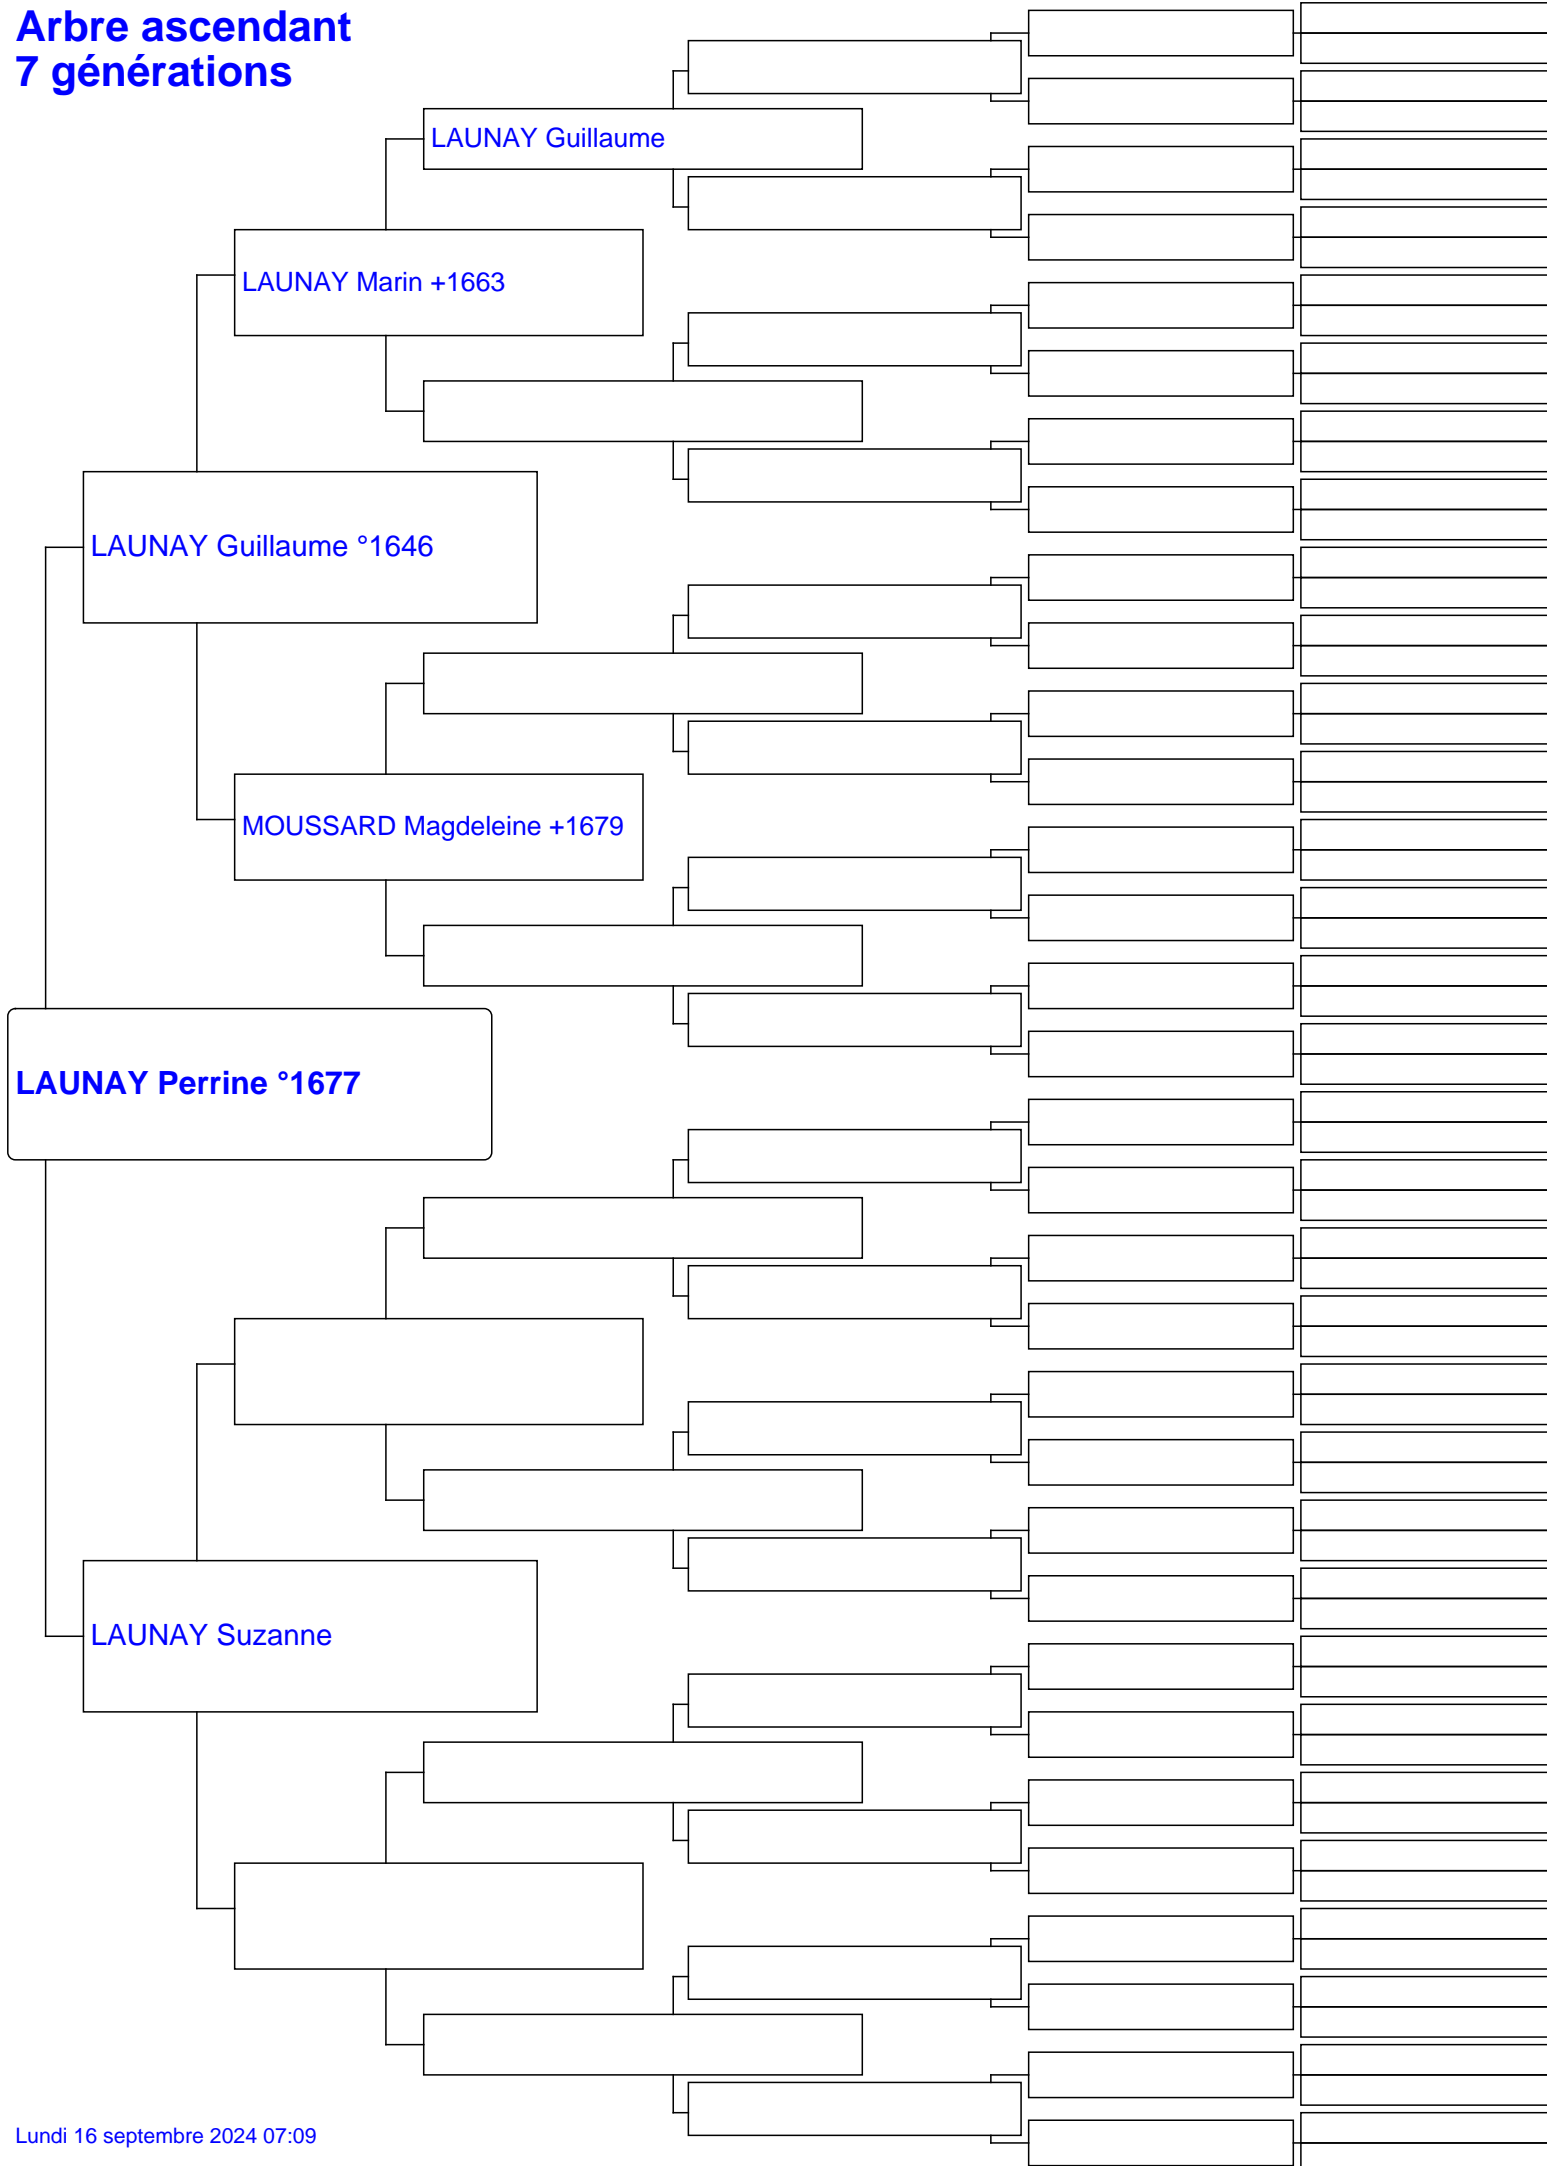 Arbre ascendant
7 générations
LAUNAY Guillaume
LAUNAY Marin +1663
LAUNAY Guillaume °1646
MOUSSARD Magdeleine +1679
LAUNAY Perrine °1677
LAUNAY Suzanne
Lundi 16 septembre 2024 07:09